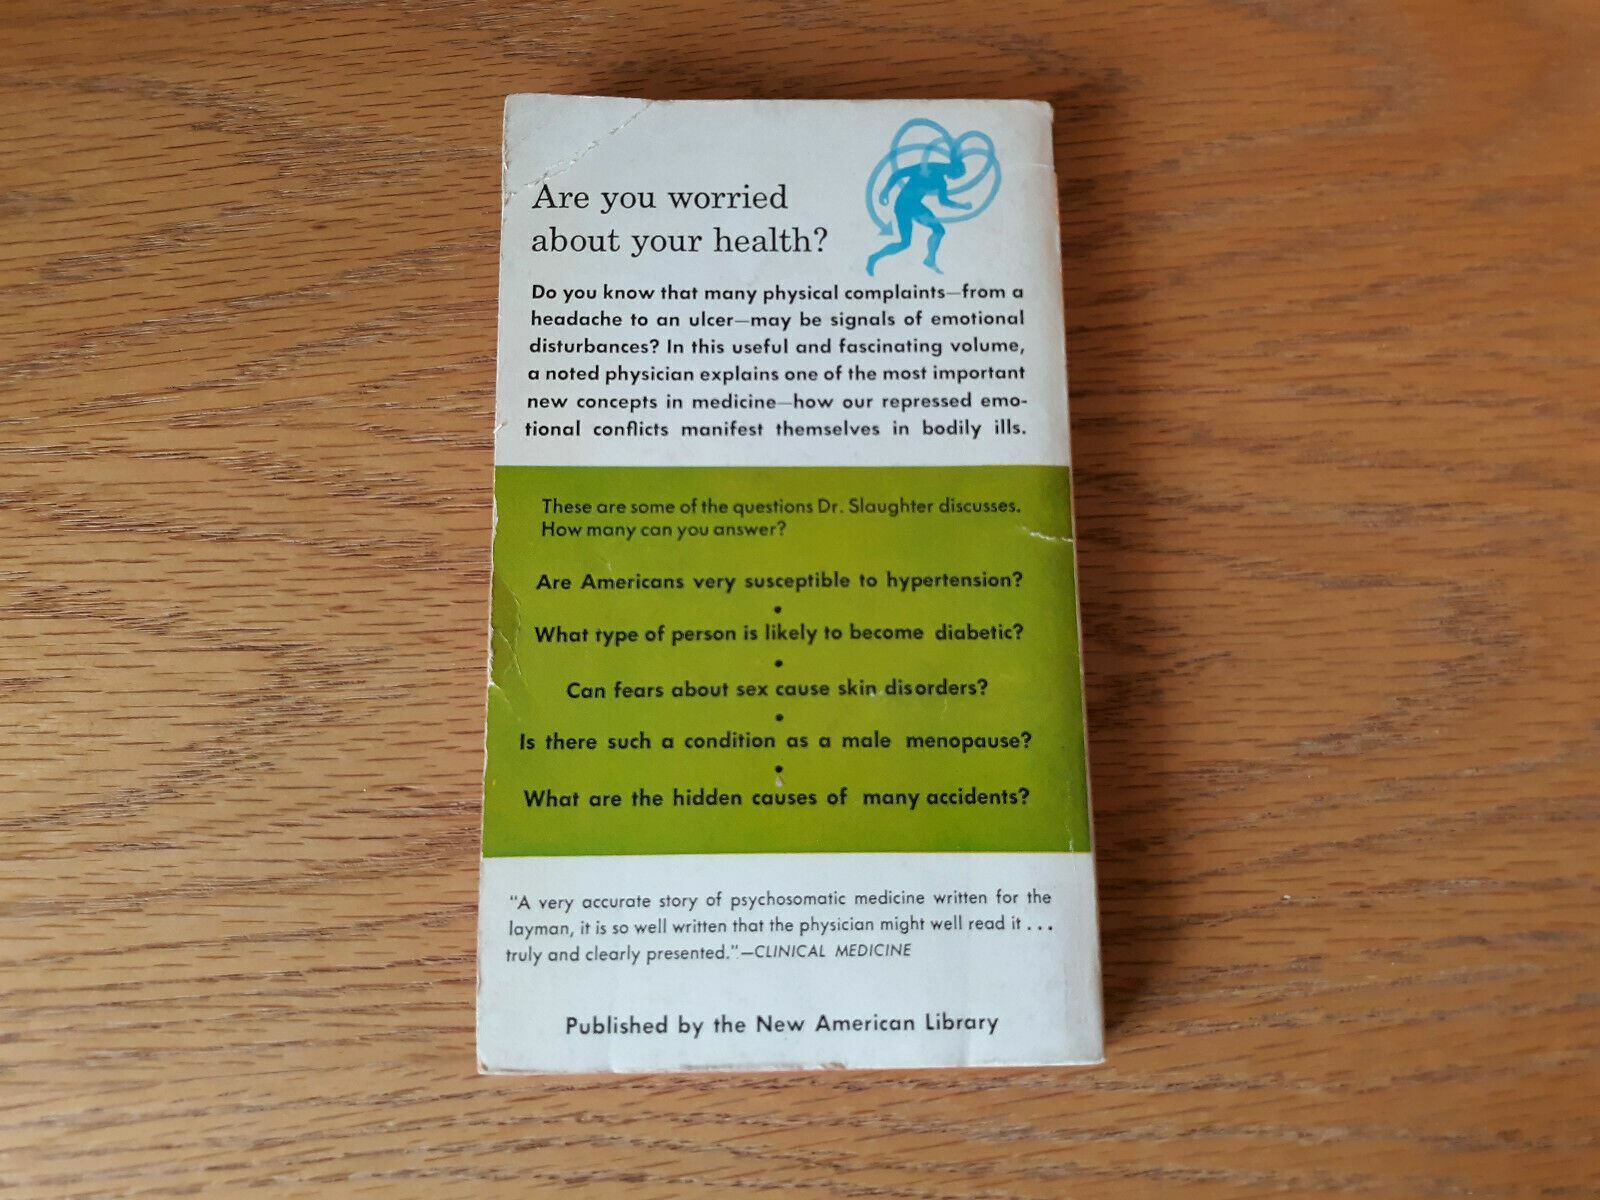 Are you worried
about your health?
Do you know that many physical complaints—from a
headache to an ulcer—may be signals of emotional
disturbances? In this useful and fascinating volume,
a noted physician explains one of the most important
new concepts in medicine—how our repressed emo-
tional conflicts manifest themselves in bodily ills.
These are some of the questions Dr. Slaughter discusses.
How many can you answer?
Are Americans very susceptible to hypertension?
•
What type of person is likely to become diabetic?
•
Can fears about sex cause skin disorders?
•
Is there such a condition as a male menopause?
•
What are the hidden causes of many accidents?
"A very accurate story of psychosomatic medicine written for the
layman, it is so well written that the physician might well read it . . .
truly and clearly presented."—CLINICAL MEDICINE
Published by the New American Library